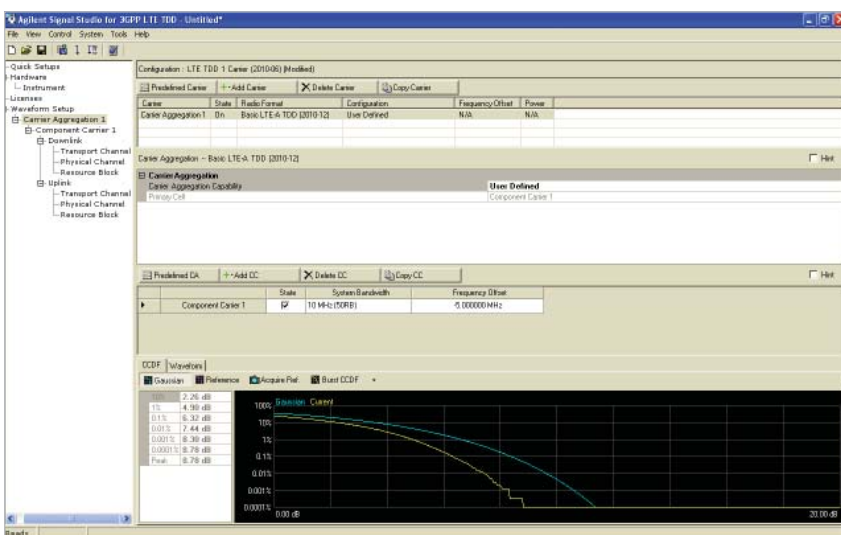 Agilent Signal Studio for 3GPP LTE TDD - Untitled*
File View Control System Tools Help
Quick Setups
Hardware
Instrument
Licenses
Waveform Setup
Carrier Aggregation 1
Component Carrier 1
Downlink
Transport Channel
Physical Channel
Resource Block
Uplink
Transport Channel
Physical Channel
Resource Block
Configuration : LTE TDD 1 Carrier (2010-06) (Modified)
Predefined Carrier Add Carrier Delete Carrier Copy Carrier
Carrier State Radio Format Configuration Frequency Offset Power
Carrier Aggregation 1 On Basic LTE-A TDD (2010-12) User Defined N/A N/A
Carrier Aggregation -- Basic LTE-A TDD (2010-12) Hint
Carrier Aggregation
Carrier Aggregation Capability User Defined
Primary Cell Component Carrier 1
Predefined CA Add CC Delete CC Copy CC Hint
State System Bandwidth Frequency Offset
Component Carrier 1 10 MHz (50RB) -5.000000 MHz
CCDF Waveform
Gaussian Reference Acquire Ref Burst CCDF
10% 2.26 dB
1% 4.98 dB
0.1% 6.32 dB
0.01% 7.44 dB
0.001% 8.30 dB
0.0001% 8.78 dB
Peak 8.78 dB
Gaussian Current
100%
10%
1%
0.1%
0.01%
0.001%
0.0001%
0.00 dB 20.00 dB
Ready